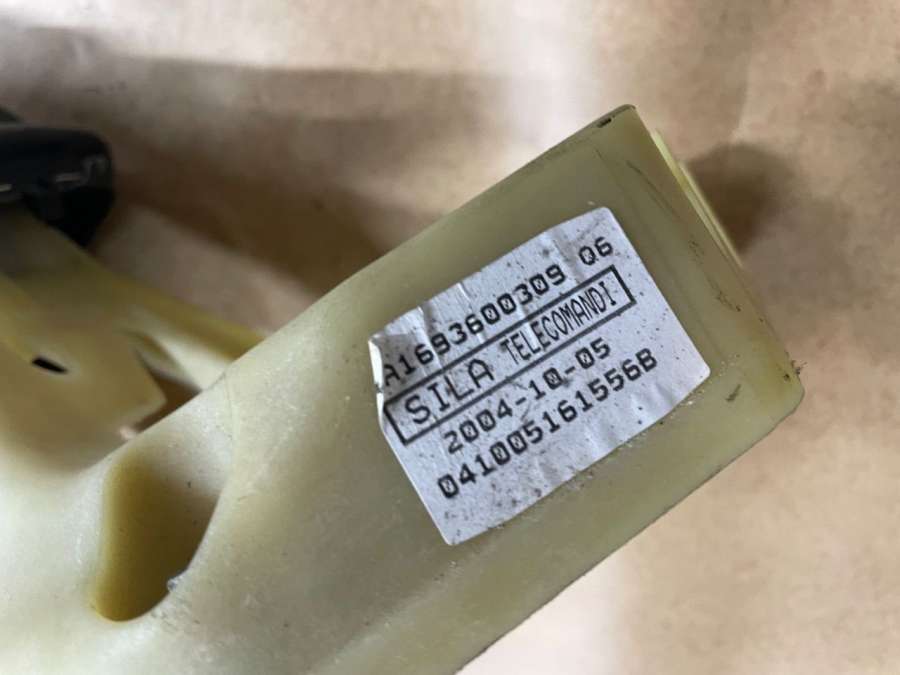 A1693600309 Q6
SILA TELECOMANDI
2004-10-05
041005161556B